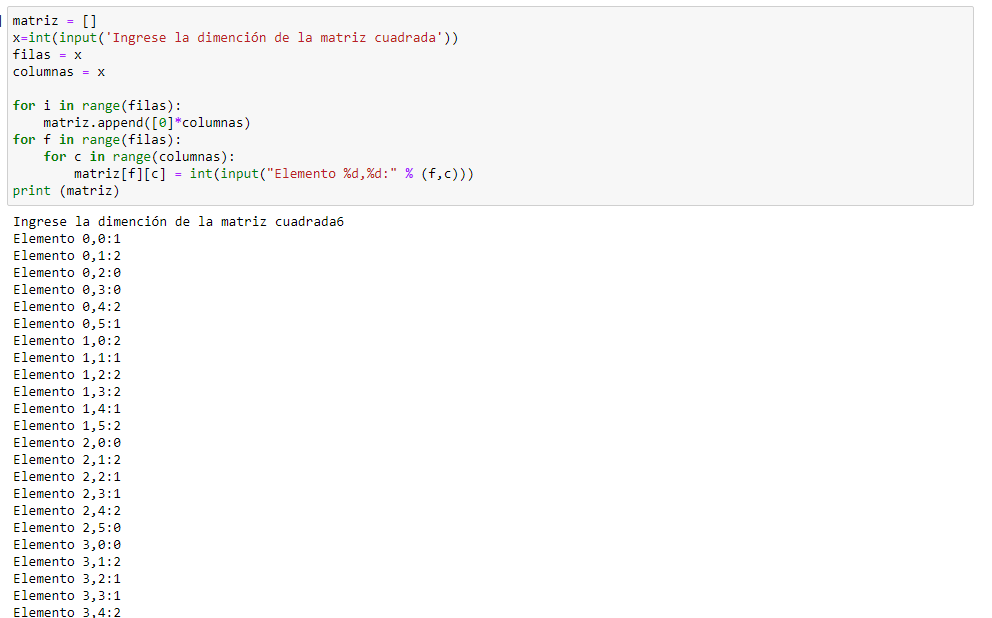 matriz = []
x=int(input('Ingrese la dimención de la matriz cuadrada'))
filas = x
columnas = x
for i in range(filas):
    matriz.append([0]*columnas)
for f in range(filas):
    for c in range(columnas):
        matriz[f][c] = int(input("Elemento %d,%d:" % (f,c)))
print (matriz)
Ingrese la dimención de la matriz cuadrada6
Elemento 0,0:1
Elemento 0,1:2
Elemento 0,2:0
Elemento 0,3:0
Elemento 0,4:2
Elemento 0,5:1
Elemento 1,0:2
Elemento 1,1:1
Elemento 1,2:2
Elemento 1,3:2
Elemento 1,4:1
Elemento 1,5:2
Elemento 2,0:0
Elemento 2,1:2
Elemento 2,2:1
Elemento 2,3:1
Elemento 2,4:2
Elemento 2,5:0
Elemento 3,0:0
Elemento 3,1:2
Elemento 3,2:1
Elemento 3,3:1
Elemento 3,4:2